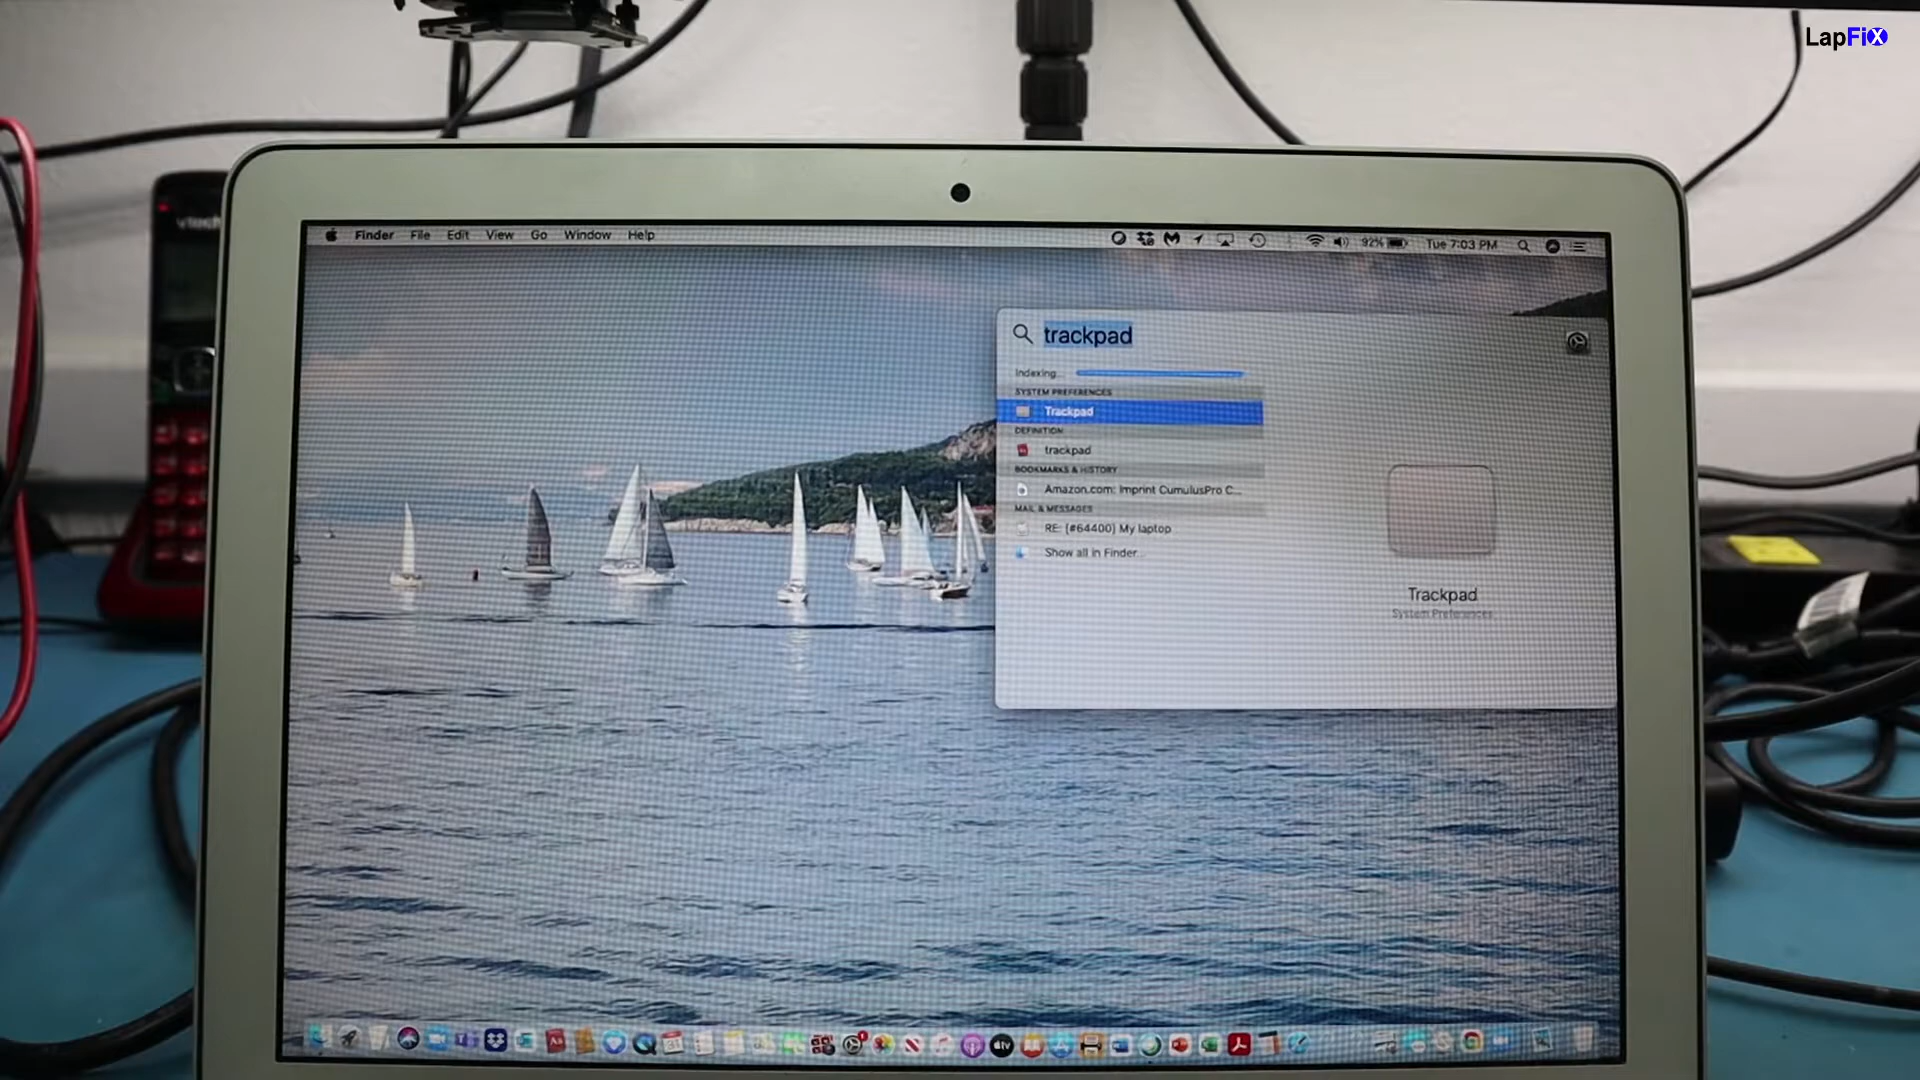 LapFiX
vtech
Finder File Edit View Go Window Help
92% Tue 7:03 PM
trackpad
Indexing...
SYSTEM PREFERENCES
Trackpad
DEFINITION
trackpad
BOOKMARKS & HISTORY
Amazon.com: Imprint CumulusPro C...
MAIL & MESSAGES
RE: [#64400] My laptop
Show all in Finder...
Trackpad
System Preferences